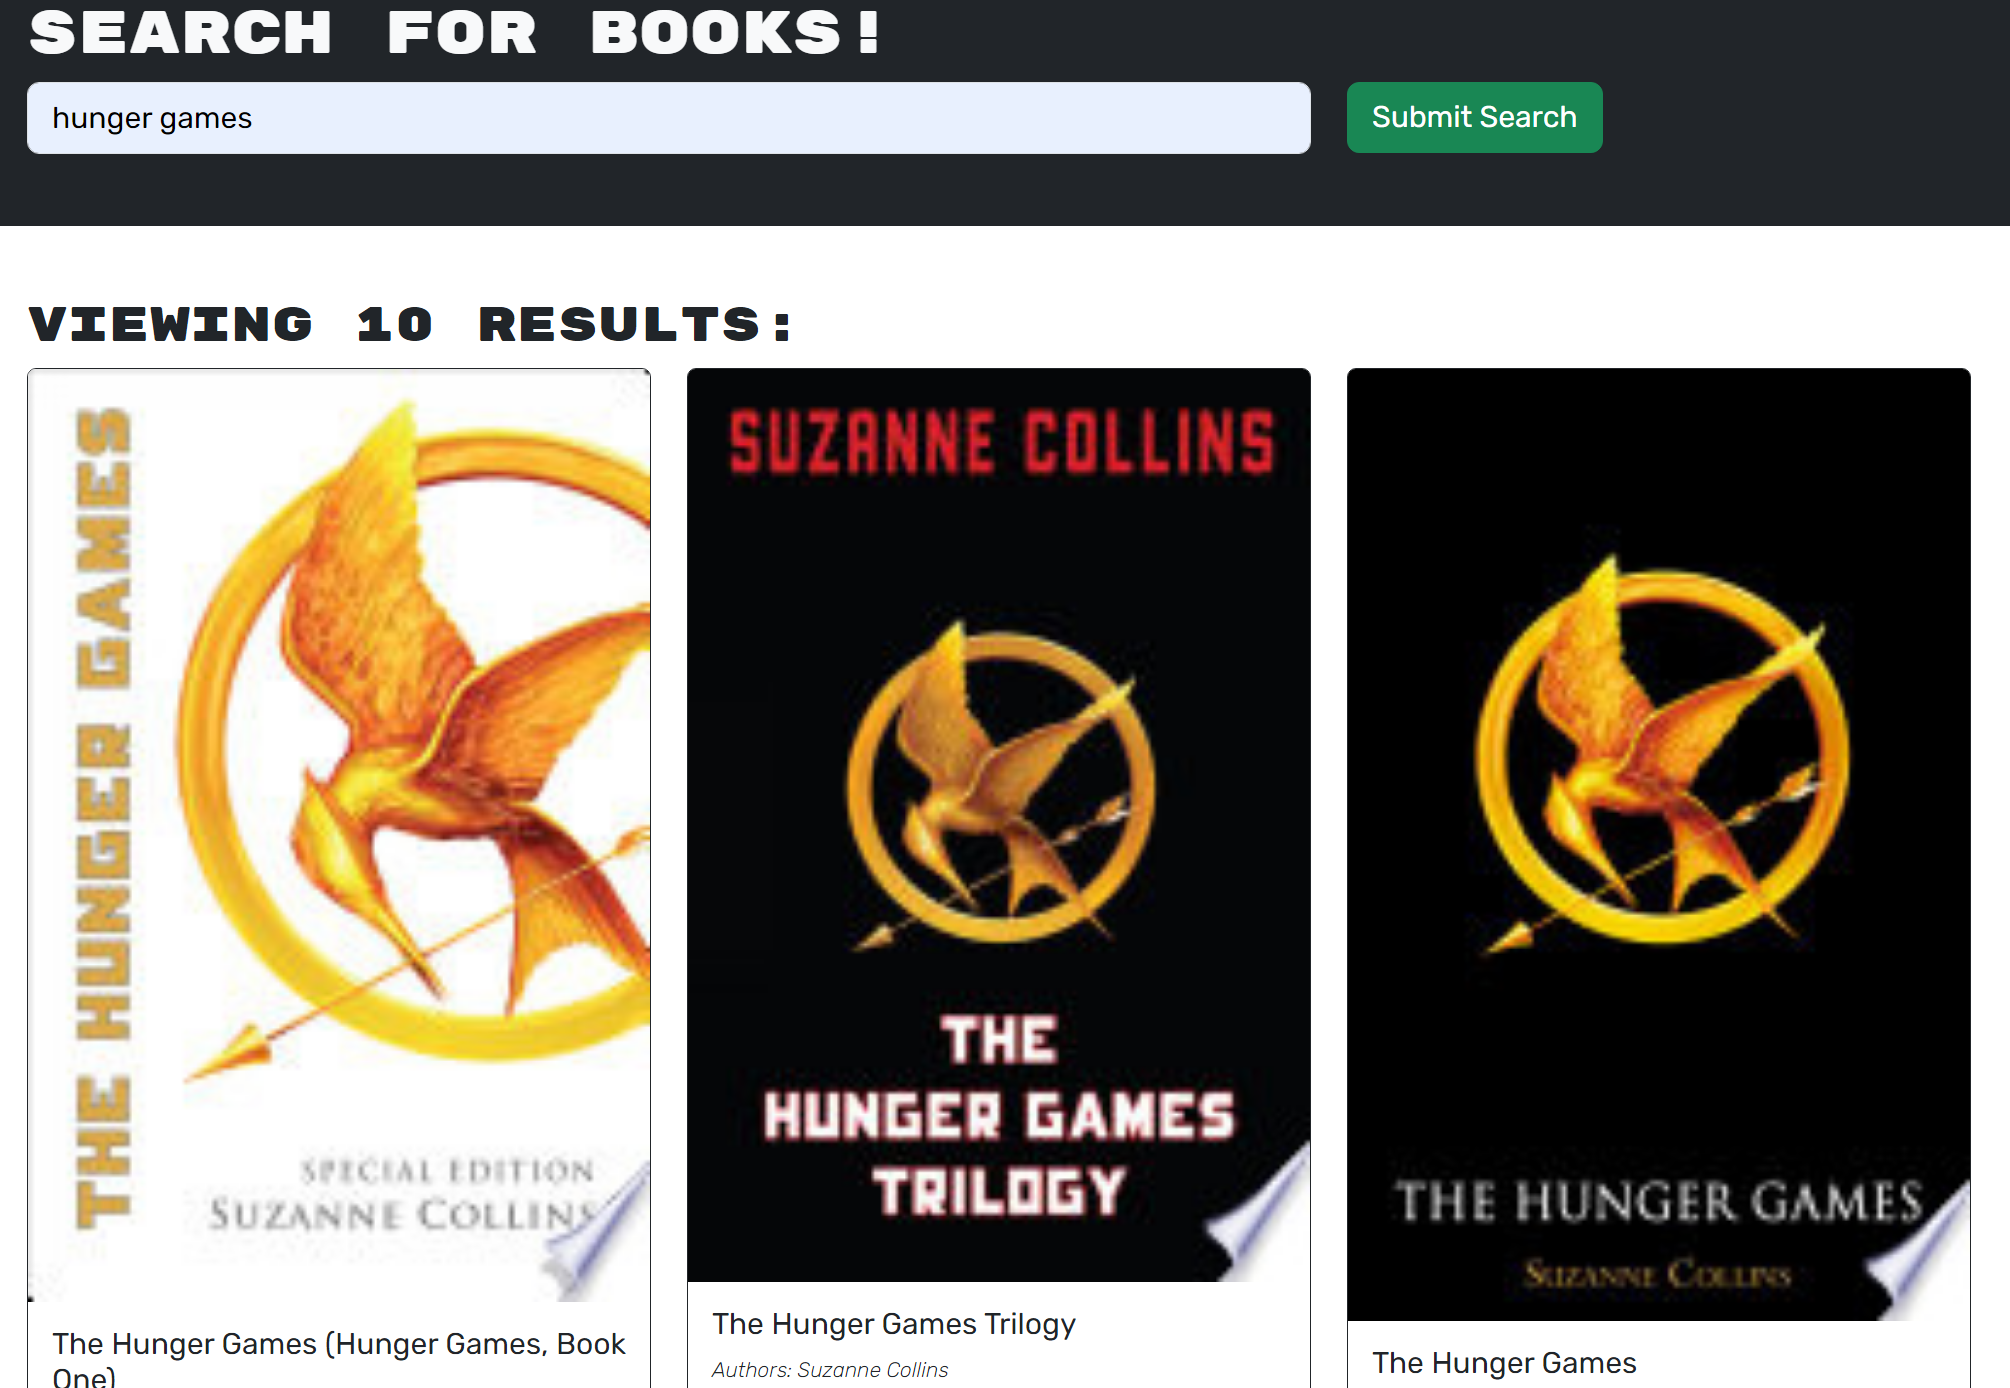 SEARCH FOR BOOKS!
hunger games
Submit Search
VIEWING 10 RESULTS:
THE HUNGER GAMES
SPECIAL EDITION
SUZANNE COLLINS
The Hunger Games (Hunger Games, Book
One)
SUZANNE COLLINS
THE
HUNGER GAMES
TRILOGY
The Hunger Games Trilogy
Authors: Suzanne Collins
THE HUNGER GAMES
SUZANNE COLLINS
The Hunger Games